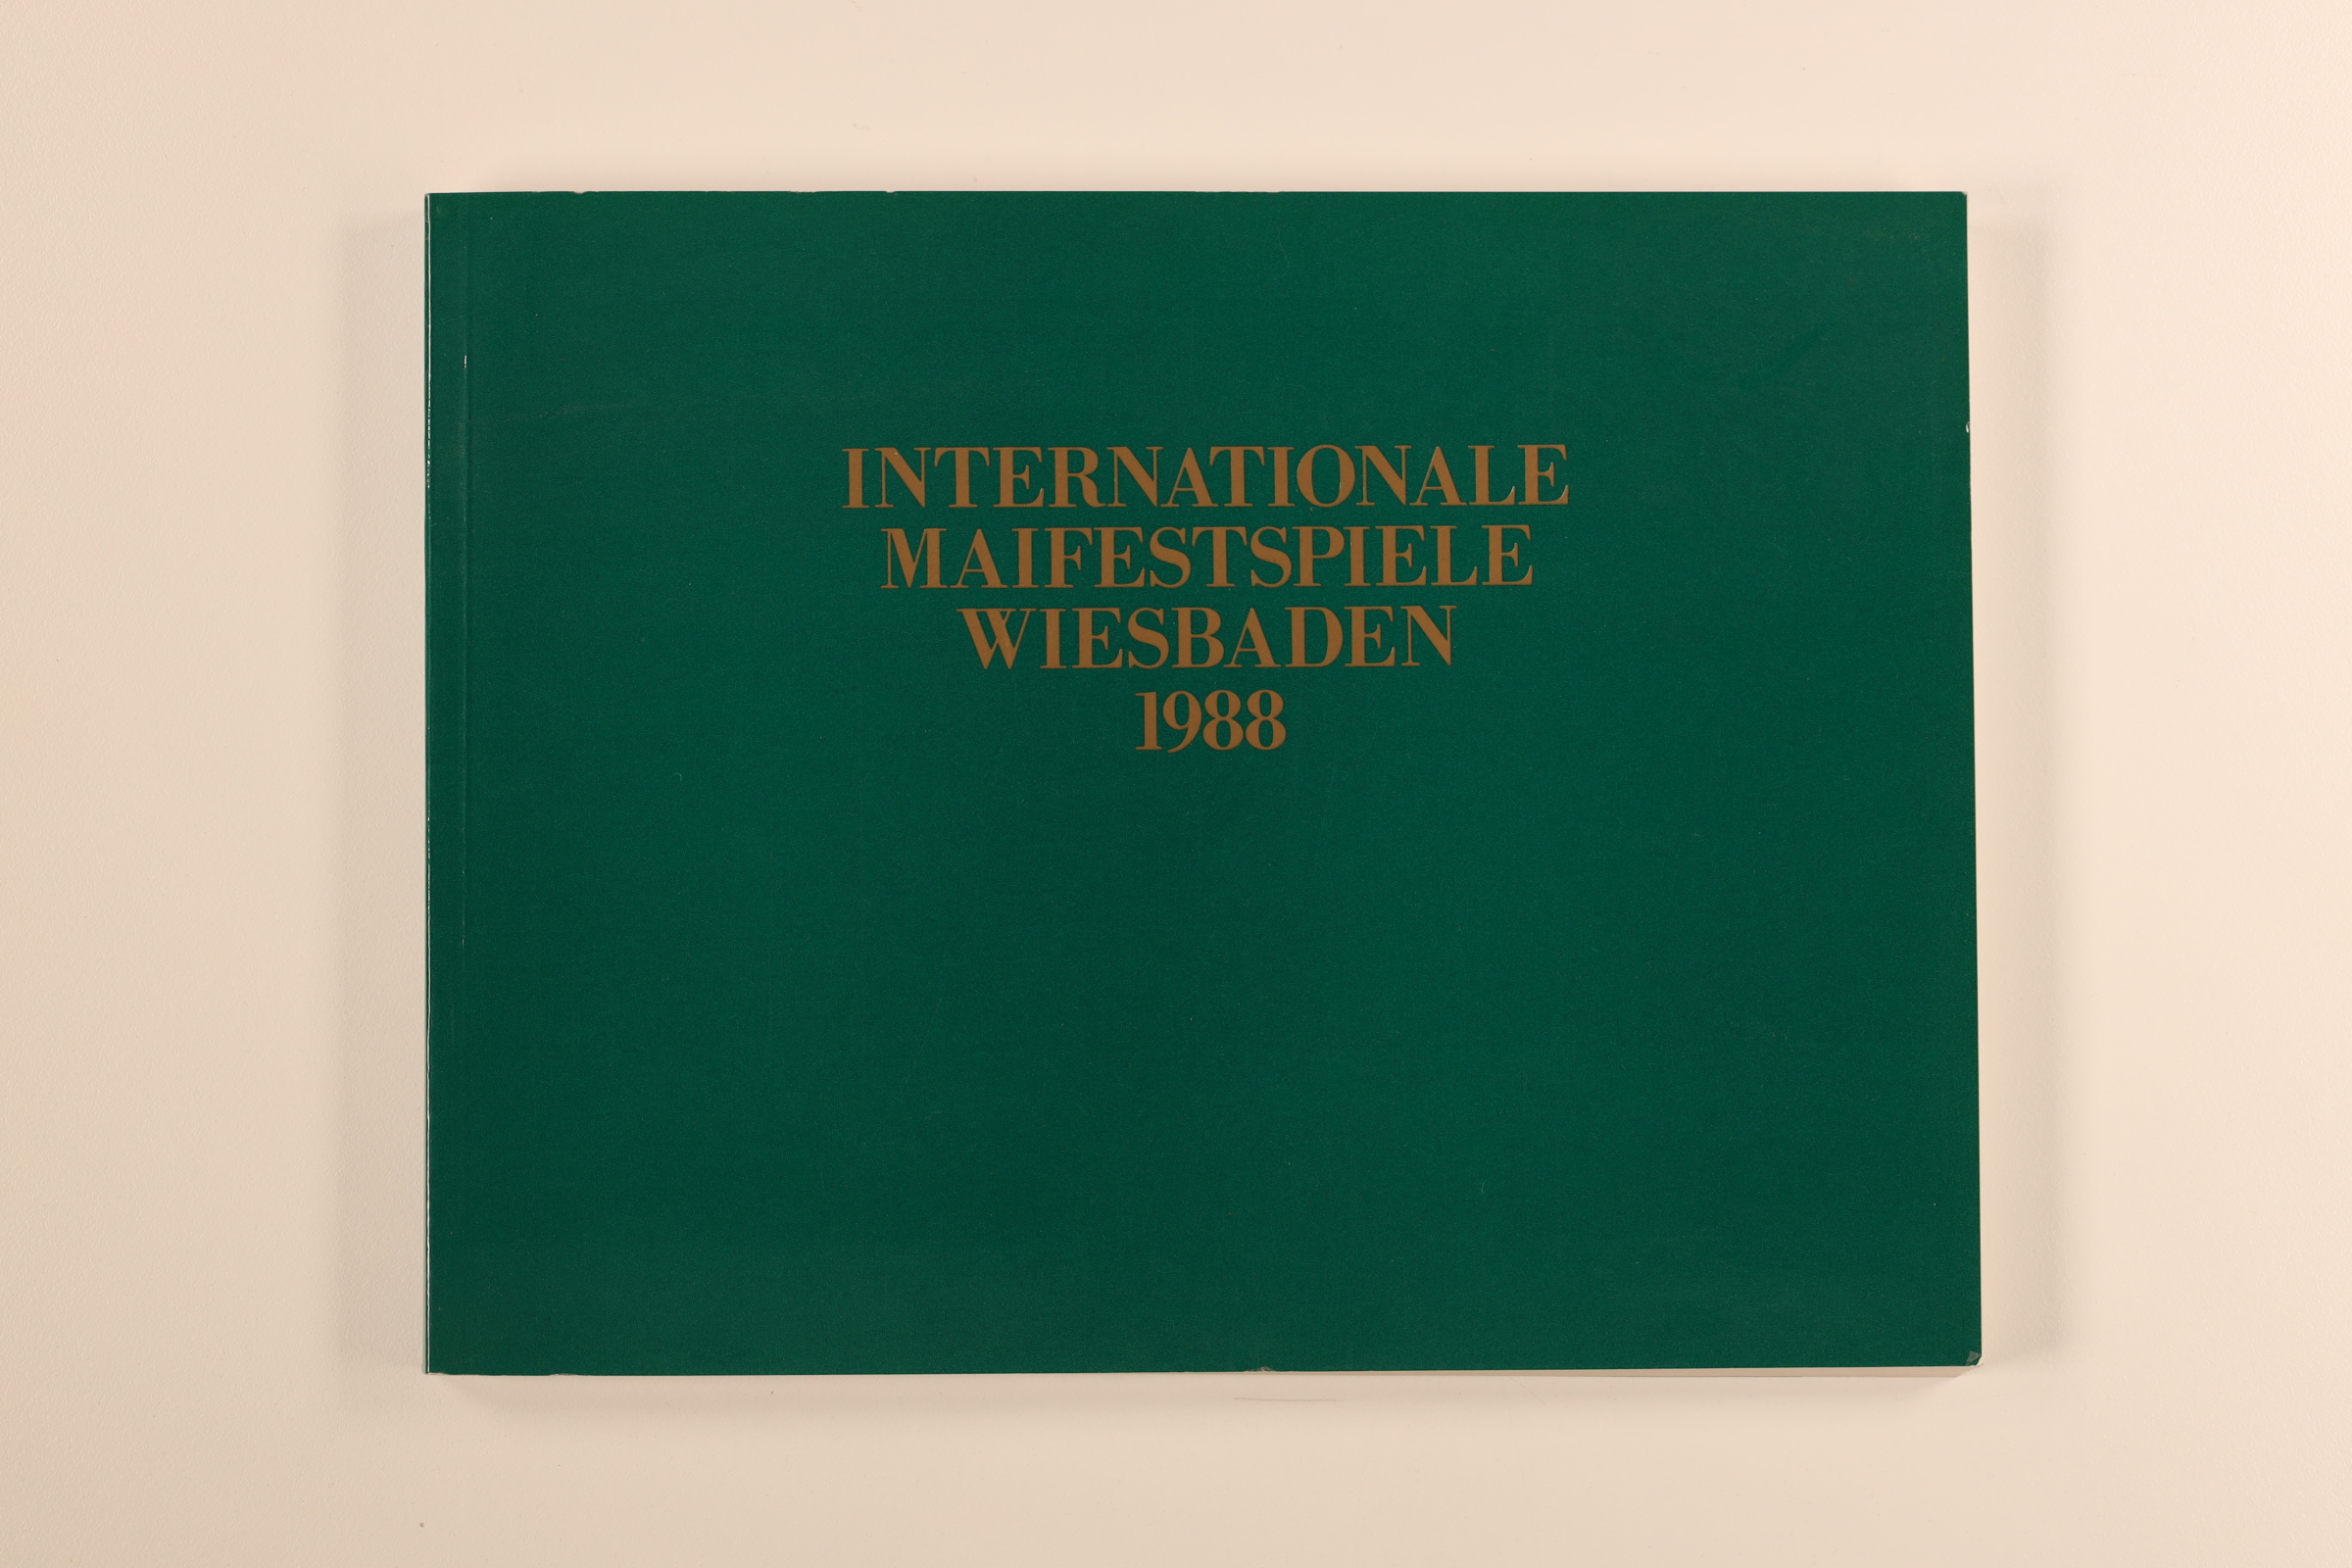 INTERNATIONALE
MAIFESTSPIELE
WIESBADEN
1988